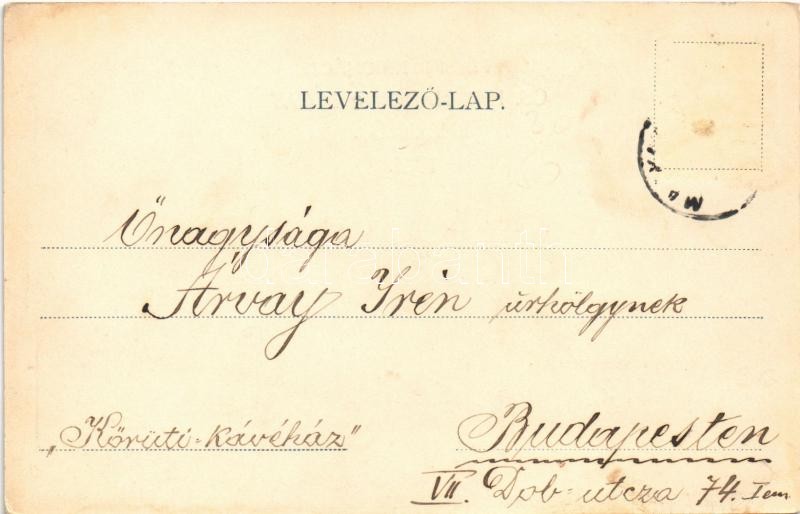 LEVELEZŐ-LAP.
Őnagysága
Árvay Irén úrhölgynek
„Körúti-kávéház”
Budapesten
VII. Dob-utcza 74. I em